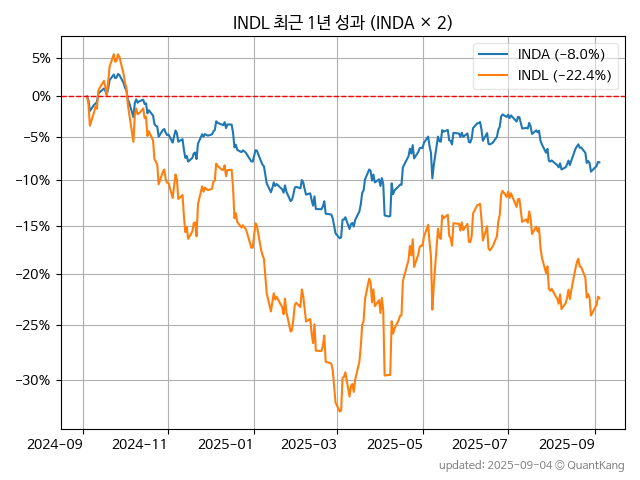 INDL 최근 1년 성과 (INDA × 2)
INDA (−8.0%)
INDL (−22.4%)
5%
0%
−5%
−10%
−15%
−20%
−25%
−30%
2024−09 2024−11 2025−01 2025−03 2025−05 2025−07 2025−09
updated: 2025-09-04 © QuantKang